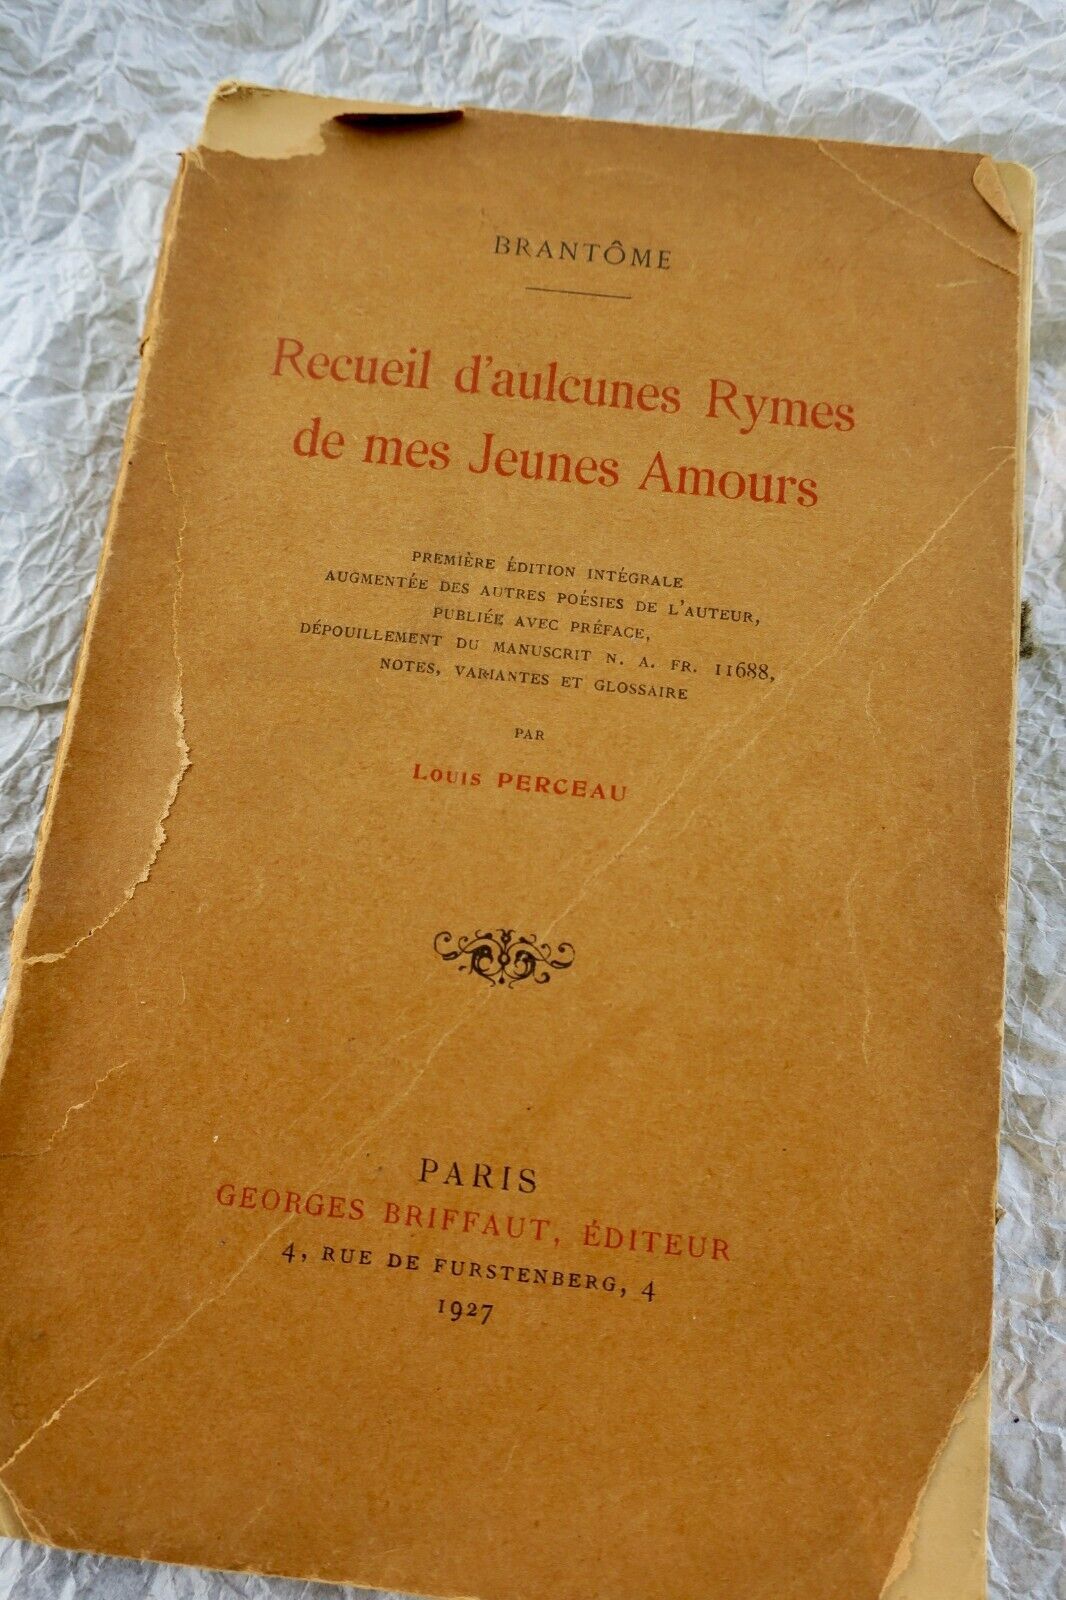 BRANTÔME
Recueil d'aulcunes Rymes
de mes Jeunes Amours
PREMIÈRE ÉDITION INTÉGRALE
AUGMENTÉE DES AUTRES POÉSIES DE L'AUTEUR,
PUBLIÉE AVEC PRÉFACE,
DÉPOUILLEMENT DU MANUSCRIT N. A. FR. 11688,
NOTES, VARIANTES ET GLOSSAIRE
PAR
Louis PERCEAU
PARIS
GEORGES BRIFFAUT, ÉDITEUR
4, RUE DE FURSTENBERG, 4
1927